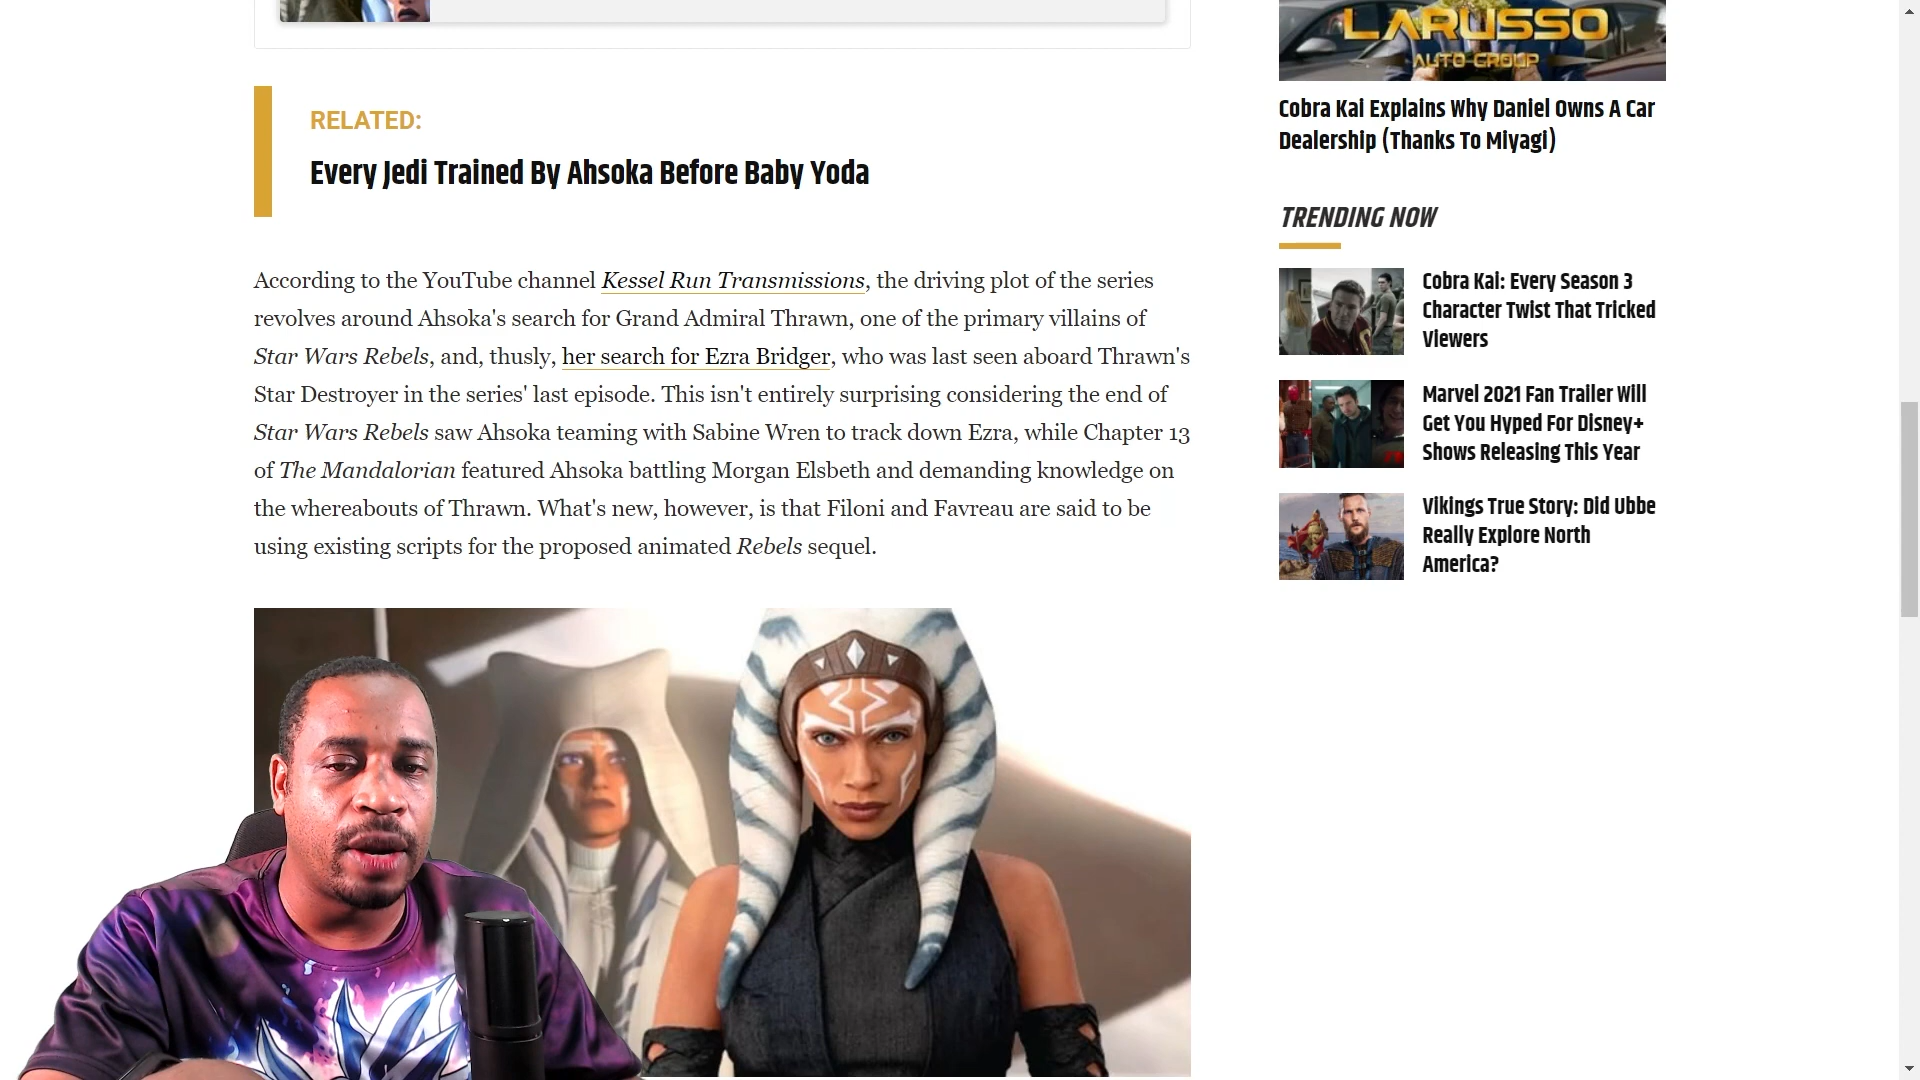 RELATED:
Every Jedi Trained By Ahsoka Before Baby Yoda
According to the YouTube channel Kessel Run Transmissions, the driving plot of the series
revolves around Ahsoka's search for Grand Admiral Thrawn, one of the primary villains of
Star Wars Rebels, and, thusly, her search for Ezra Bridger, who was last seen aboard Thrawn's
Star Destroyer in the series' last episode. This isn't entirely surprising considering the end of
Star Wars Rebels saw Ahsoka teaming with Sabine Wren to track down Ezra, while Chapter 13
of The Mandalorian featured Ahsoka battling Morgan Elsbeth and demanding knowledge on
the whereabouts of Thrawn. What's new, however, is that Filoni and Favreau are said to be
using existing scripts for the proposed animated Rebels sequel.
LARUSSO
AUTO GROUP
Cobra Kai Explains Why Daniel Owns A Car
Dealership (Thanks To Miyagi)
TRENDING NOW
Cobra Kai: Every Season 3
Character Twist That Tricked
Viewers
Marvel 2021 Fan Trailer Will
Get You Hyped For Disney+
Shows Releasing This Year
Vikings True Story: Did Ubbe
Really Explore North
America?